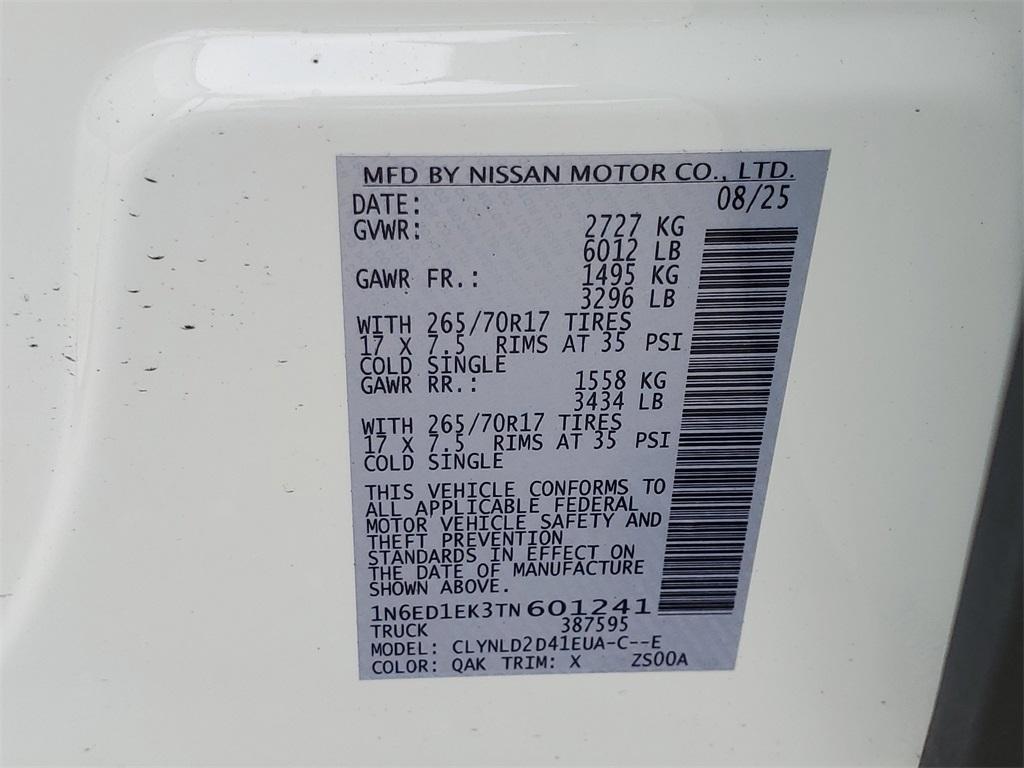 MFD BY NISSAN MOTOR CO., LTD.
DATE: 08/25
GVWR: 2727 KG
6012 LB
GAWR FR.: 1495 KG
3296 LB
WITH 265/70R17 TIRES
17 X 7.5 RIMS AT 35 PSI
COLD SINGLE
GAWR RR.: 1558 KG
3434 LB
WITH 265/70R17 TIRES
17 X 7.5 RIMS AT 35 PSI
COLD SINGLE
THIS VEHICLE CONFORMS TO
ALL APPLICABLE FEDERAL
MOTOR VEHICLE SAFETY AND
THEFT PREVENTION
STANDARDS IN EFFECT ON
THE DATE OF MANUFACTURE
SHOWN ABOVE.
1N6ED1EK3TN601241
TRUCK 387595
MODEL: CLYNLD2D41EUA-C--E
COLOR: QAK TRIM: X ZS00A